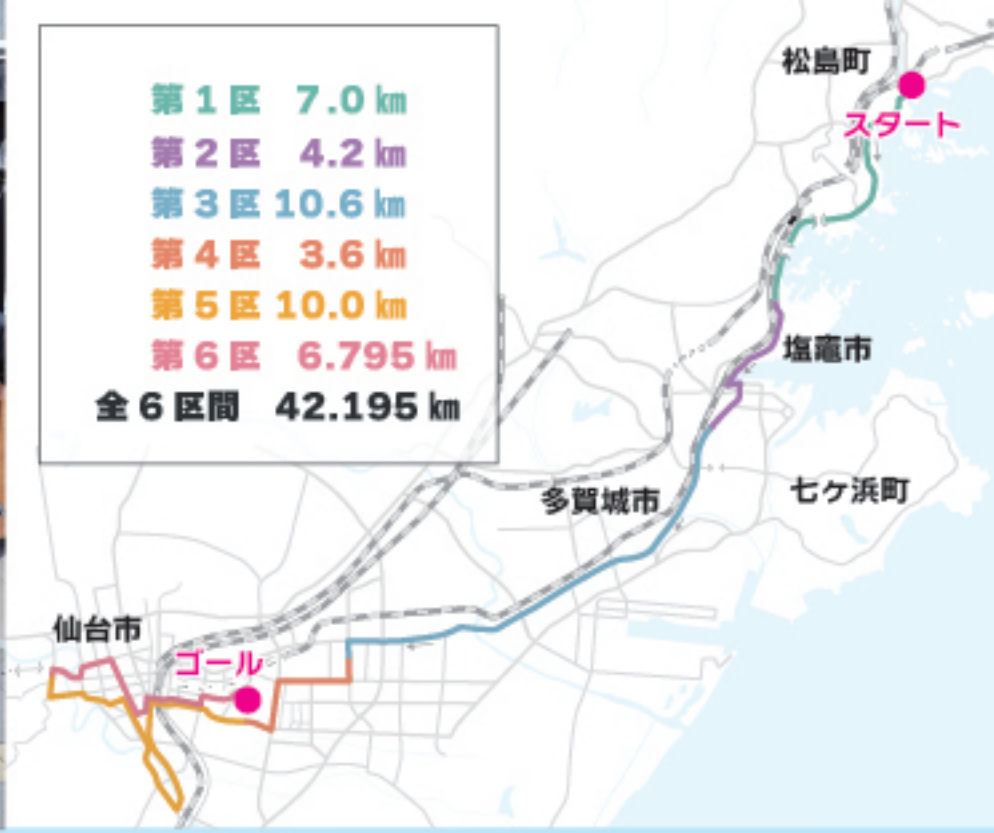 第1区 7.0㎞
第2区 4.2㎞
第3区 10.6㎞
第4区 3.6㎞
第5区 10.0㎞
第6区 6.795㎞
全6区間 42.195㎞
松島町
スタート
塩竈市
七ヶ浜町
多賀城市
仙台市
ゴール